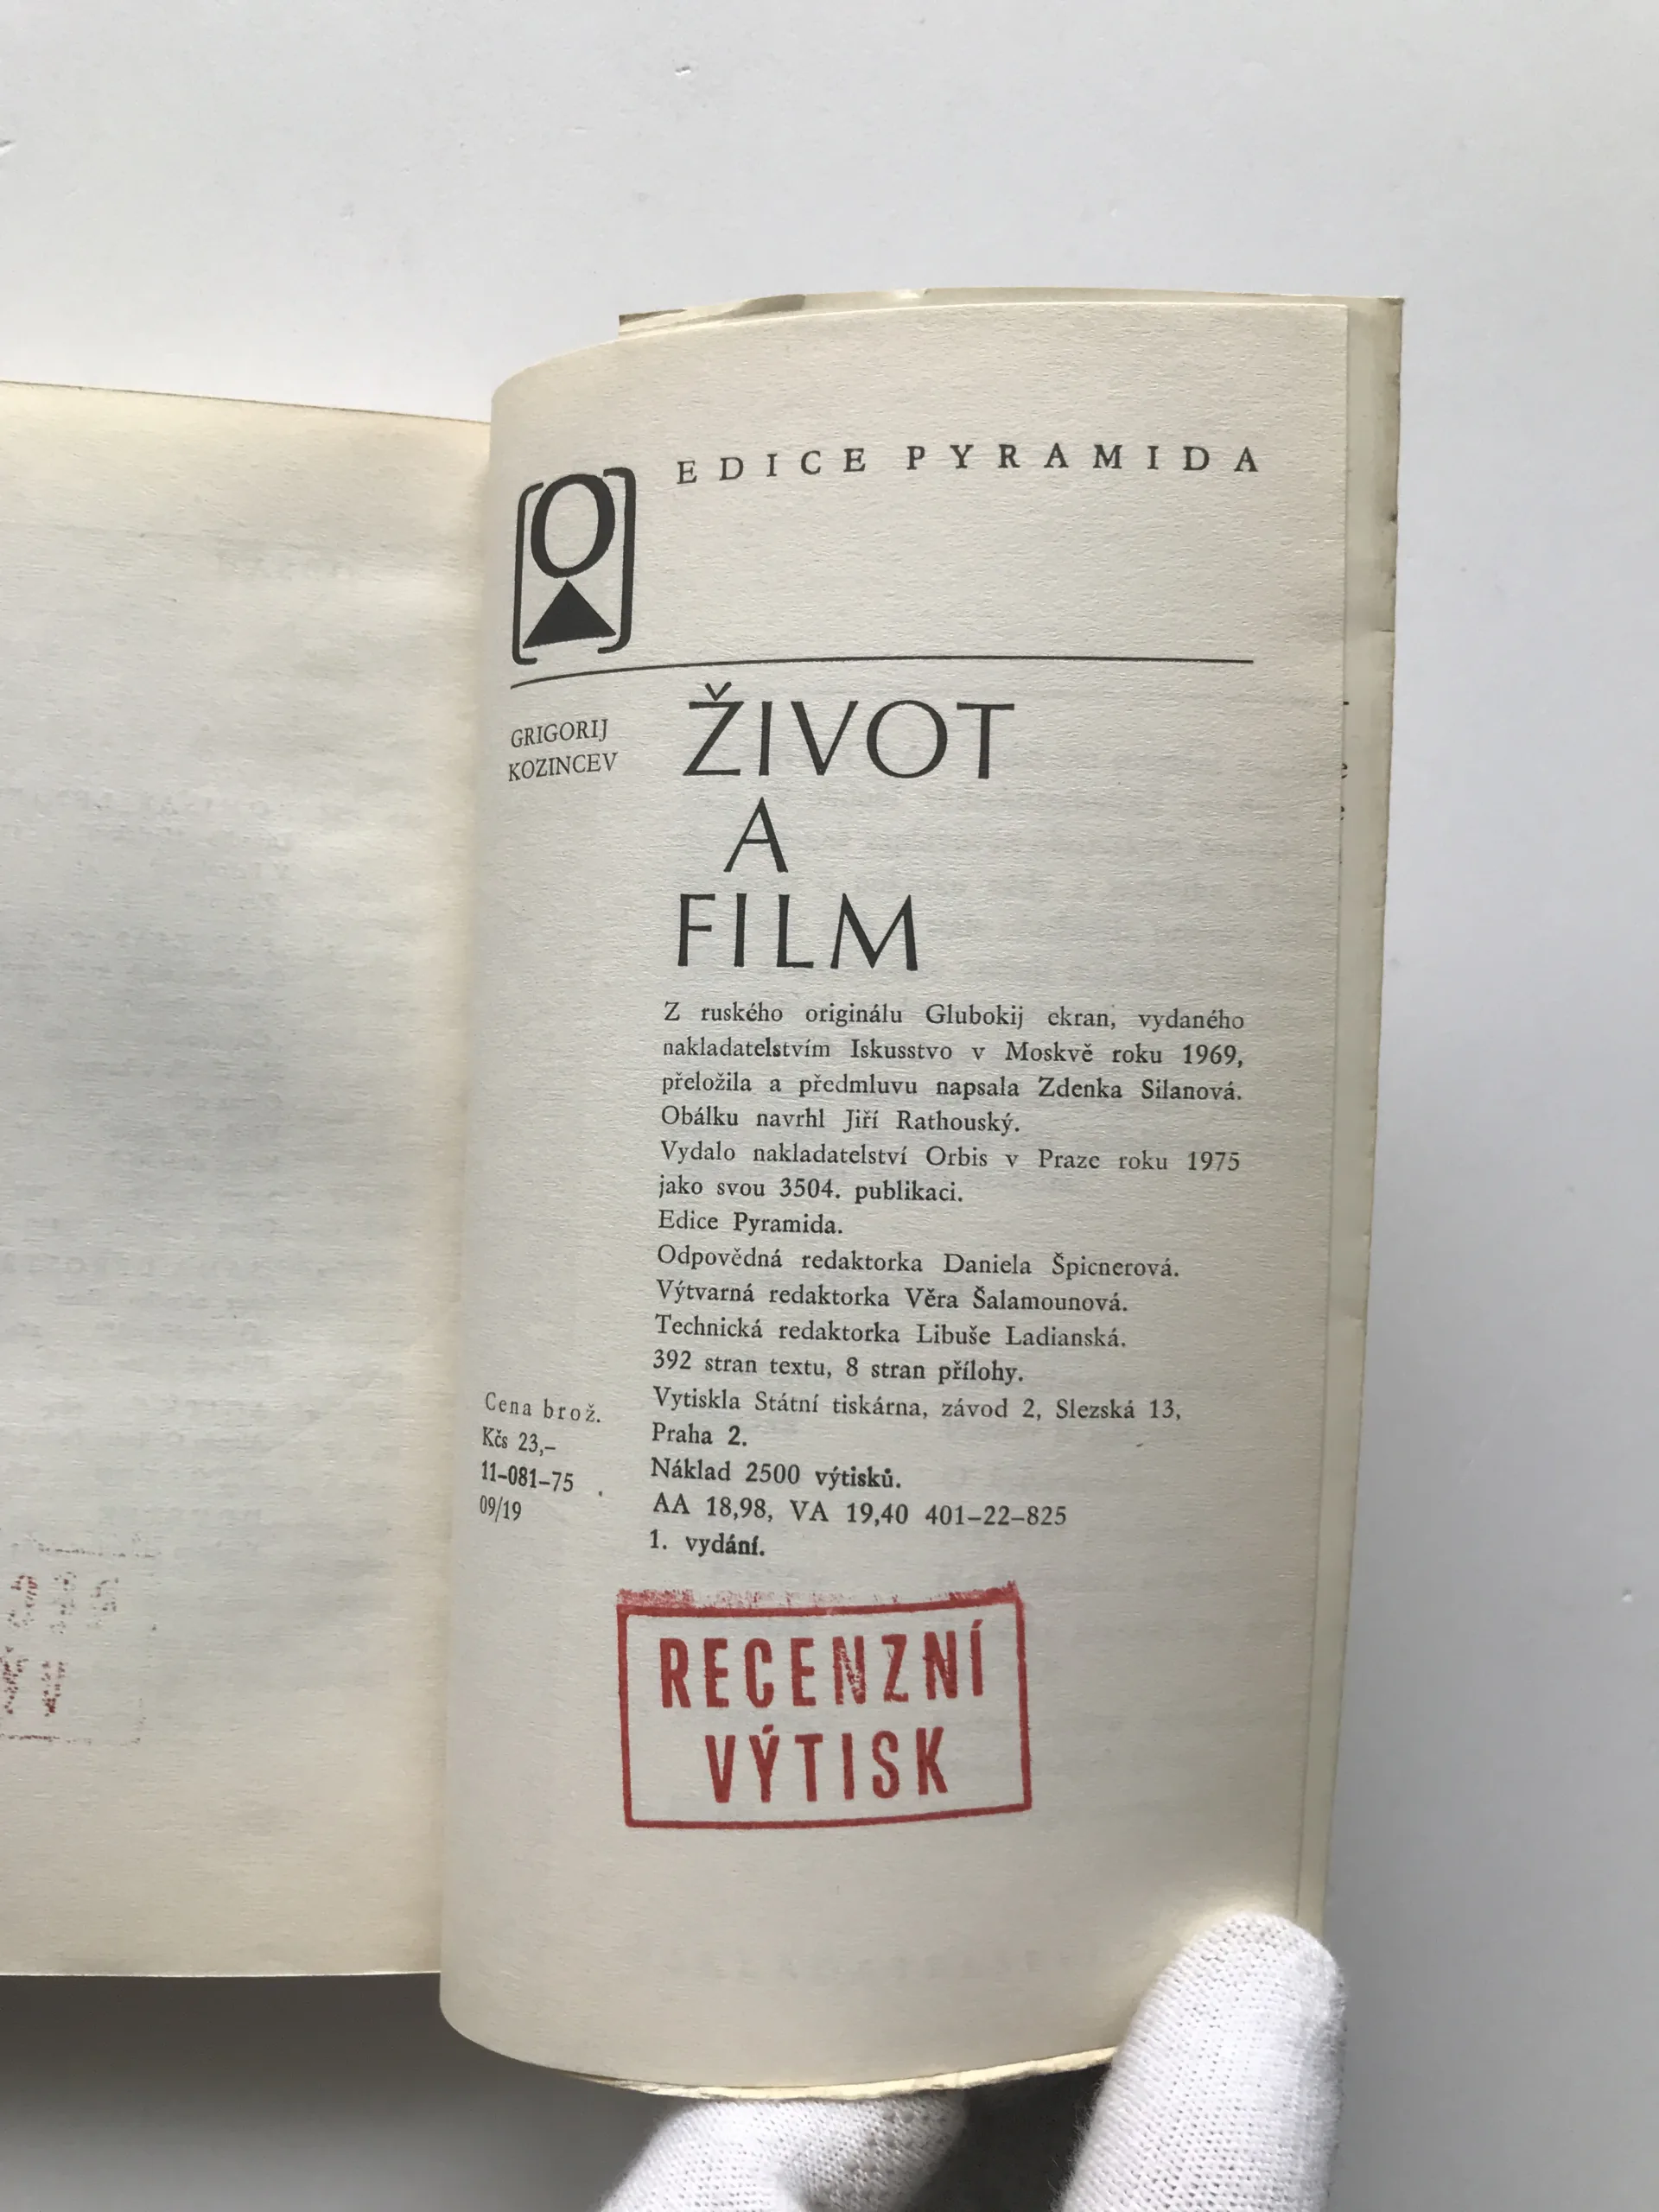 EDICE PYRAMIDA
GRIGORIJ
KOZINCEV
ŽIVOT
A
FILM
Z ruského originálu Glubokij ekran, vydaného
nakladatelstvím Iskusstvo v Moskvě roku 1969,
přeložila a předmluvu napsala Zdenka Silanová.
Obálku navrhl Jiří Rathouský.
Vydalo nakladatelství Orbis v Praze roku 1975
jako svou 3504. publikaci.
Edice Pyramida.
Odpovědná redaktorka Daniela Špicnerová.
Výtvarná redaktorka Věra Šalamounová.
Technická redaktorka Libuše Ladianská.
392 stran textu, 8 stran přílohy.
Vytiskla Státní tiskárna, závod 2, Slezská 13,
Praha 2.
Náklad 2500 výtisků.
AA 18,98, VA 19,40 401–22–825
1. vydání.
Cena brož.
Kčs 23,–
11–081–75
09/19
RECENZNÍ
VÝTISK